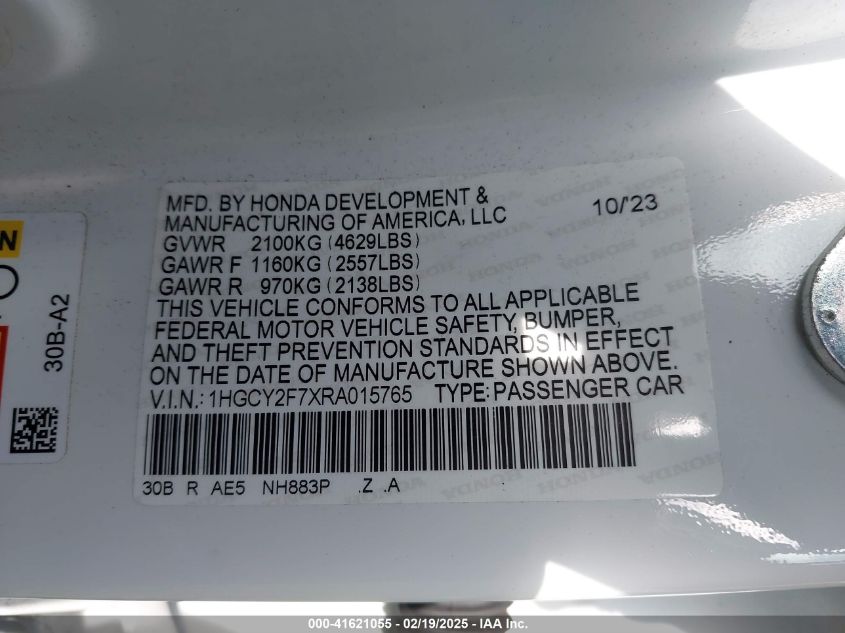 MFD. BY HONDA DEVELOPMENT &
MANUFACTURING OF AMERICA, LLC 10/'23
GVWR 2100KG (4629LBS)
GAWR F 1160KG (2557LBS)
GAWR R 970KG (2138LBS)
THIS VEHICLE CONFORMS TO ALL APPLICABLE
FEDERAL MOTOR VEHICLE SAFETY, BUMPER,
AND THEFT PREVENTION STANDARDS IN EFFECT
ON THE DATE OF MANUFACTURE SHOWN ABOVE.
V.I.N.: 1HGCY2F7XRA015765 TYPE: PASSENGER CAR
30B R AE5 NH883P .Z .A
30B-A2
000-41621055 — 02/19/2025 — IAA Inc.